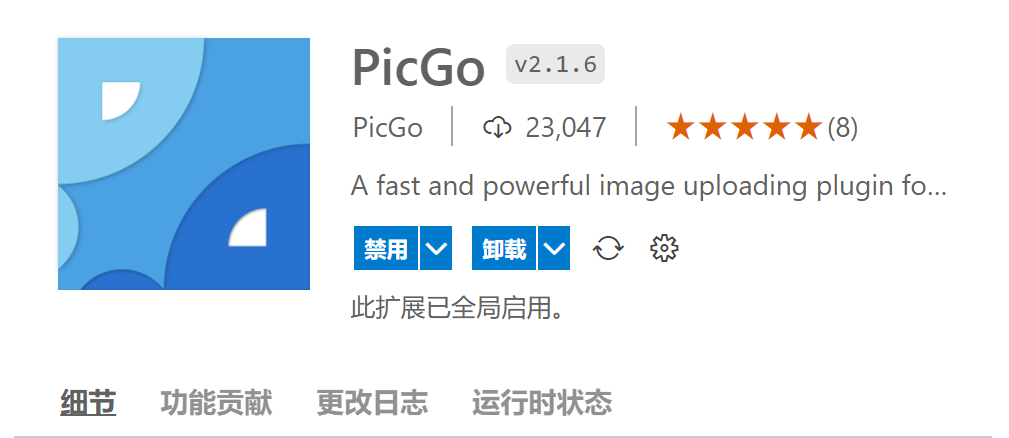 PicGo v2.1.6
PicGo 23,047 (8)
A fast and powerful image uploading plugin fo...
禁用 卸载
此扩展已全局启用。
细节 功能贡献 更改日志 运行时状态